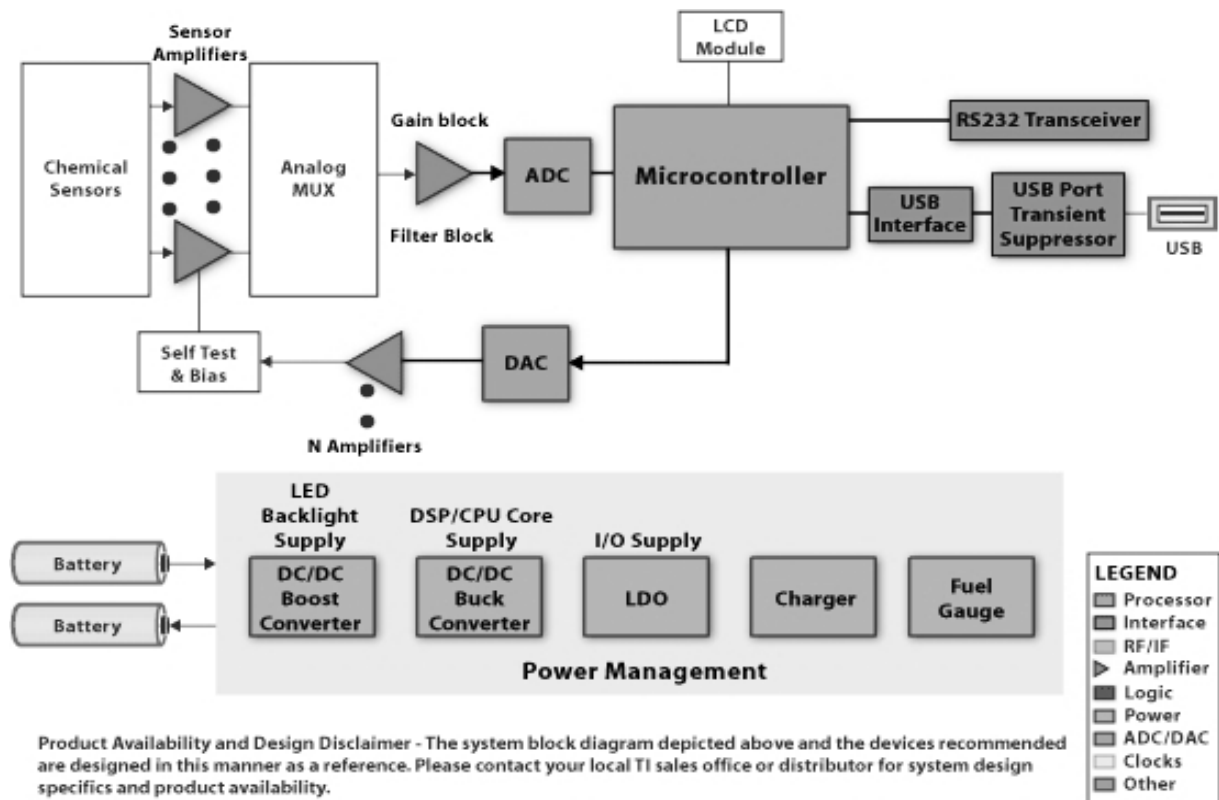 Sensor
Amplifiers
LCD
Module
Chemical
Sensors
Analog
MUX
Gain block
Filter Block
ADC
Microcontroller
RS232 Transceiver
USB
Interface
USB Port
Transient
Suppressor
USB
Self Test
& Bias
DAC
N Amplifiers
Battery
Battery
LED
Backlight
Supply
DC/DC
Boost
Converter
DSP/CPU Core
Supply
DC/DC
Buck
Converter
I/O Supply
LDO
Charger
Fuel
Gauge
Power Management
LEGEND
Processor
Interface
RF/IF
Amplifier
Logic
Power
ADC/DAC
Clocks
Other
Product Availability and Design Disclaimer - The system block diagram depicted above and the devices recommended
are designed in this manner as a reference. Please contact your local TI sales office or distributor for system design
specifics and product availability.